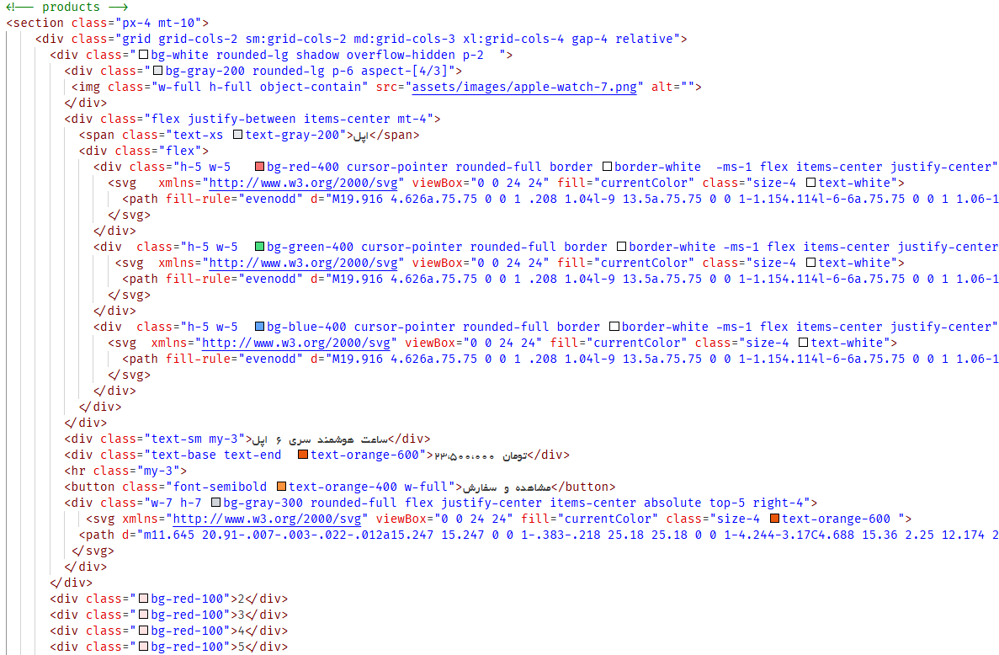 <!-- products -->
<section class="px-4 mt-10">
<div class="grid grid-cols-2 sm:grid-cols-2 md:grid-cols-3 xl:grid-cols-4 gap-4 relative">
<div class="bg-white rounded-lg shadow overflow-hidden p-2  ">
<div class="bg-gray-200 rounded-lg p-6 aspect-[4/3]">
<img class="w-full h-full object-contain" src="assets/images/apple-watch-7.png" alt="">
</div>
<div class="flex justify-between items-center mt-4">
<span class="text-xs text-gray-200">اپل</span>
<div class="flex">
<div class="h-5 w-5   bg-red-400 cursor-pointer rounded-full border border-white  -ms-1 flex items-center justify-center"
<svg   xmlns="http://www.w3.org/2000/svg" viewBox="0 0 24 24" fill="currentColor" class="size-4 text-white">
<path fill-rule="evenodd" d="M19.916 4.626a.75.75 0 0 1 .208 1.04l-9 13.5a.75.75 0 0 1-1.154.114l-6-6a.75.75 0 0 1 1.06-1
</svg>
</div>
<div  class="h-5 w-5  bg-green-400 cursor-pointer rounded-full border border-white -ms-1 flex items-center justify-center
<svg  xmlns="http://www.w3.org/2000/svg" viewBox="0 0 24 24" fill="currentColor" class="size-4 text-white">
<path fill-rule="evenodd" d="M19.916 4.626a.75.75 0 0 1 .208 1.04l-9 13.5a.75.75 0 0 1-1.154.114l-6-6a.75.75 0 0 1 1.06-1
</svg>
</div>
<div  class="h-5 w-5  bg-blue-400 cursor-pointer rounded-full border border-white -ms-1 flex items-center justify-center"
<svg  xmlns="http://www.w3.org/2000/svg" viewBox="0 0 24 24" fill="currentColor" class="size-4 text-white">
<path fill-rule="evenodd" d="M19.916 4.626a.75.75 0 0 1 .208 1.04l-9 13.5a.75.75 0 0 1-1.154.114l-6-6a.75.75 0 0 1 1.06-1
</svg>
</div>
</div>
</div>
<div class="text-sm my-3">ساعت هوشمند سری ۶ اپل</div>
<div class="text-base text-end  text-orange-600">۲۳،۵۰۰،۰۰۰ تومان</div>
<hr class="my-3">
<button class="font-semibold text-orange-400 w-full">مشاهده و سفارش</button>
<div class="w-7 h-7 bg-gray-300 rounded-full flex justify-center items-center absolute top-5 right-4">
<svg xmlns="http://www.w3.org/2000/svg" viewBox="0 0 24 24" fill="currentColor" class="size-4 text-orange-600 ">
<path d="m11.645 20.91-.007-.003-.022-.012a15.247 15.247 0 0 1-.383-.218 25.18 25.18 0 0 1-4.244-3.17C4.688 15.36 2.25 12.174 2
</svg>
</div>
</div>
<div class="bg-red-100">2</div>
<div class="bg-red-100">3</div>
<div class="bg-red-100">4</div>
<div class="bg-red-100">5</div>